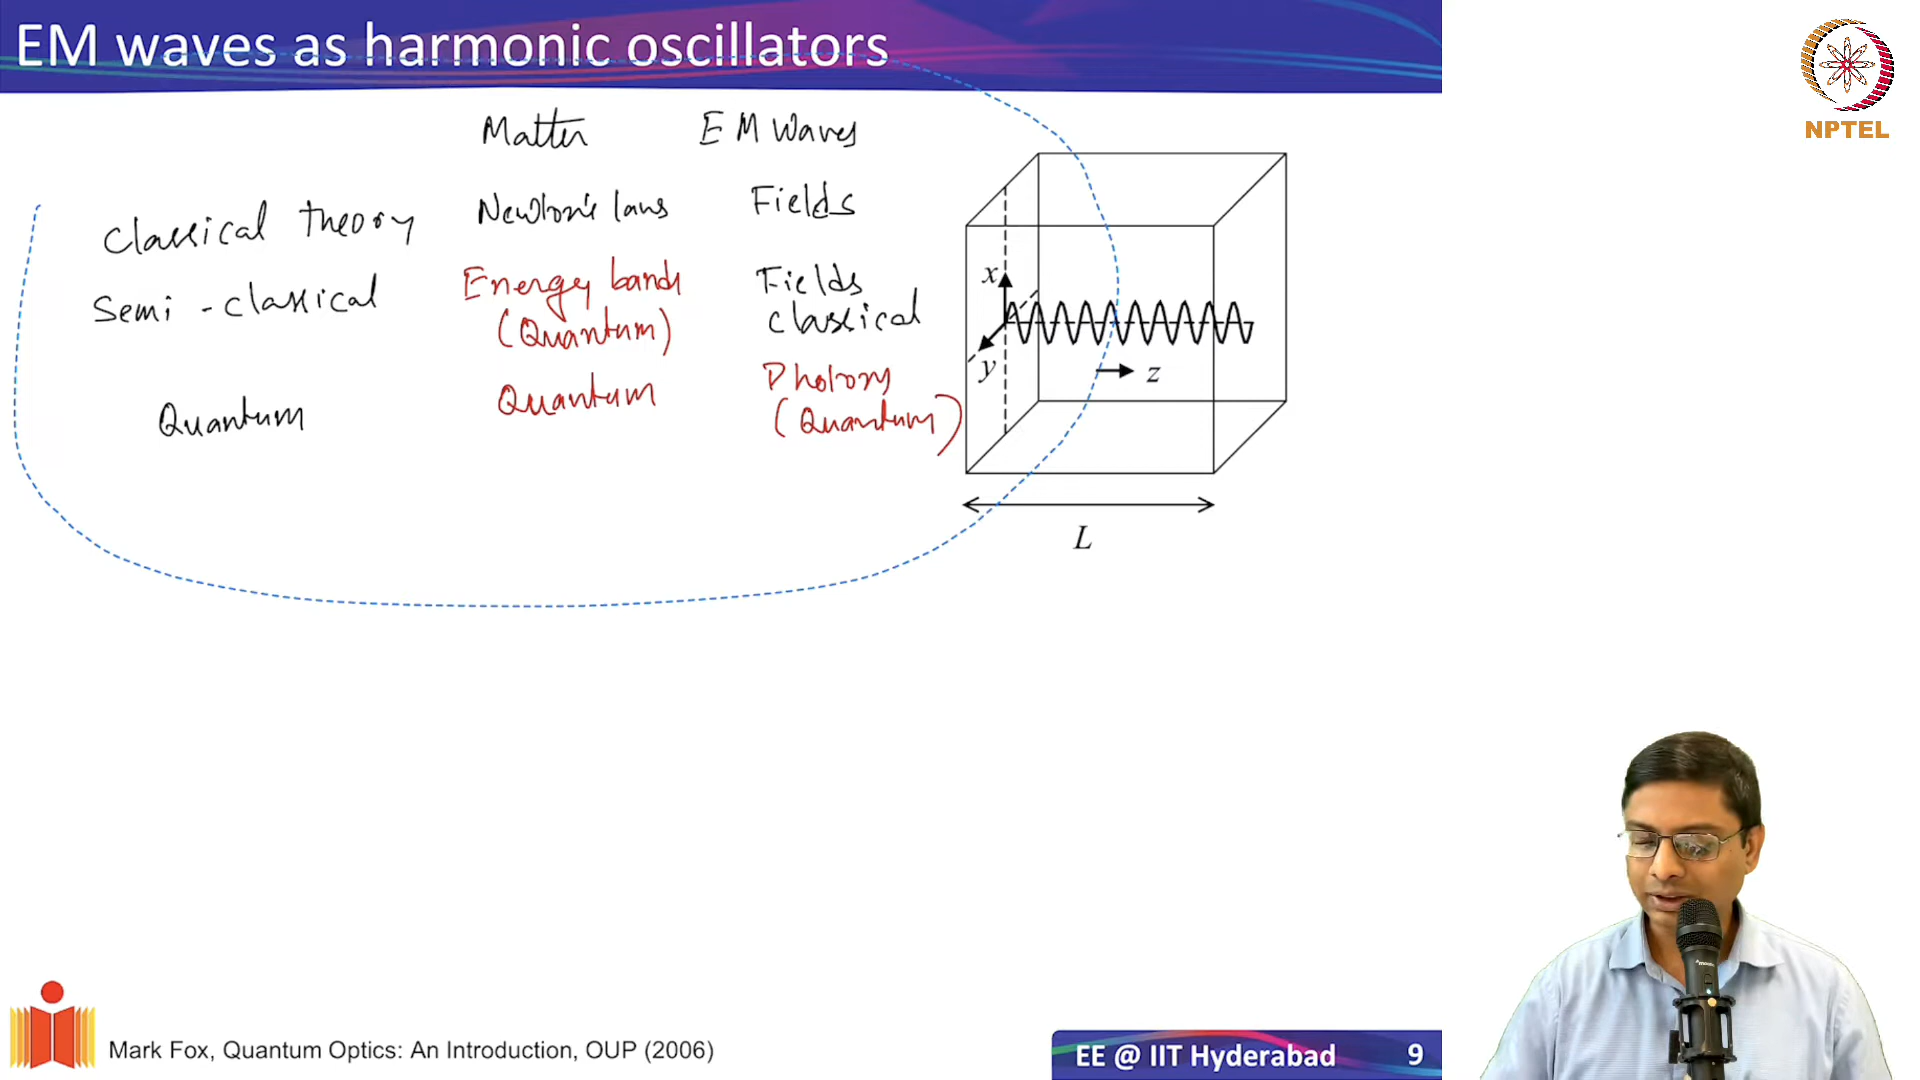 EM waves as harmonic oscillators
NPTEL
Matter EM Waves
Classical theory Newton's laws Fields
Semi-classical Energy bands Fields
(Quantum) classical
Quantum Quantum Photons
(Quantum)
x
y
z
L
Mark Fox, Quantum Optics: An Introduction, OUP (2006)
EE @ IIT Hyderabad 9